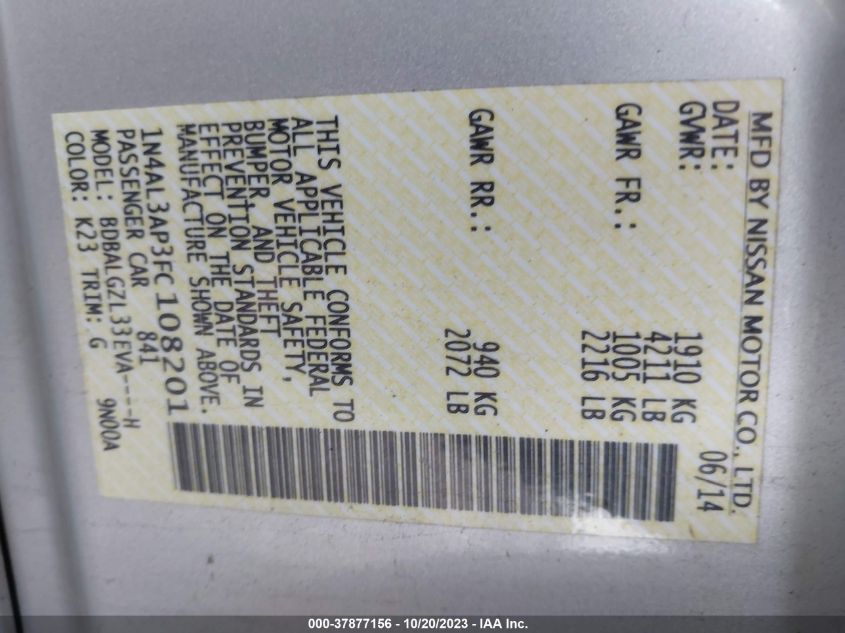 MFD BY NISSAN MOTOR CO., LTD.
DATE: 06/14
GVWR: 1910 KG
4211 LB
GAWR FR.: 1005 KG
2216 LB
GAWR RR.: 940 KG
2072 LB
THIS VEHICLE CONFORMS TO
ALL APPLICABLE FEDERAL
MOTOR VEHICLE SAFETY,
BUMPER, AND THEFT
PREVENTION STANDARDS IN
EFFECT ON THE DATE OF
MANUFACTURE SHOWN ABOVE.
1N4AL3AP3FC108201
PASSENGER CAR 841
MODEL: BDBALGZL33EVA----H
COLOR: K23 TRIM: G 9N00A
000-37877156 - 10/20/2023 - IAA Inc.